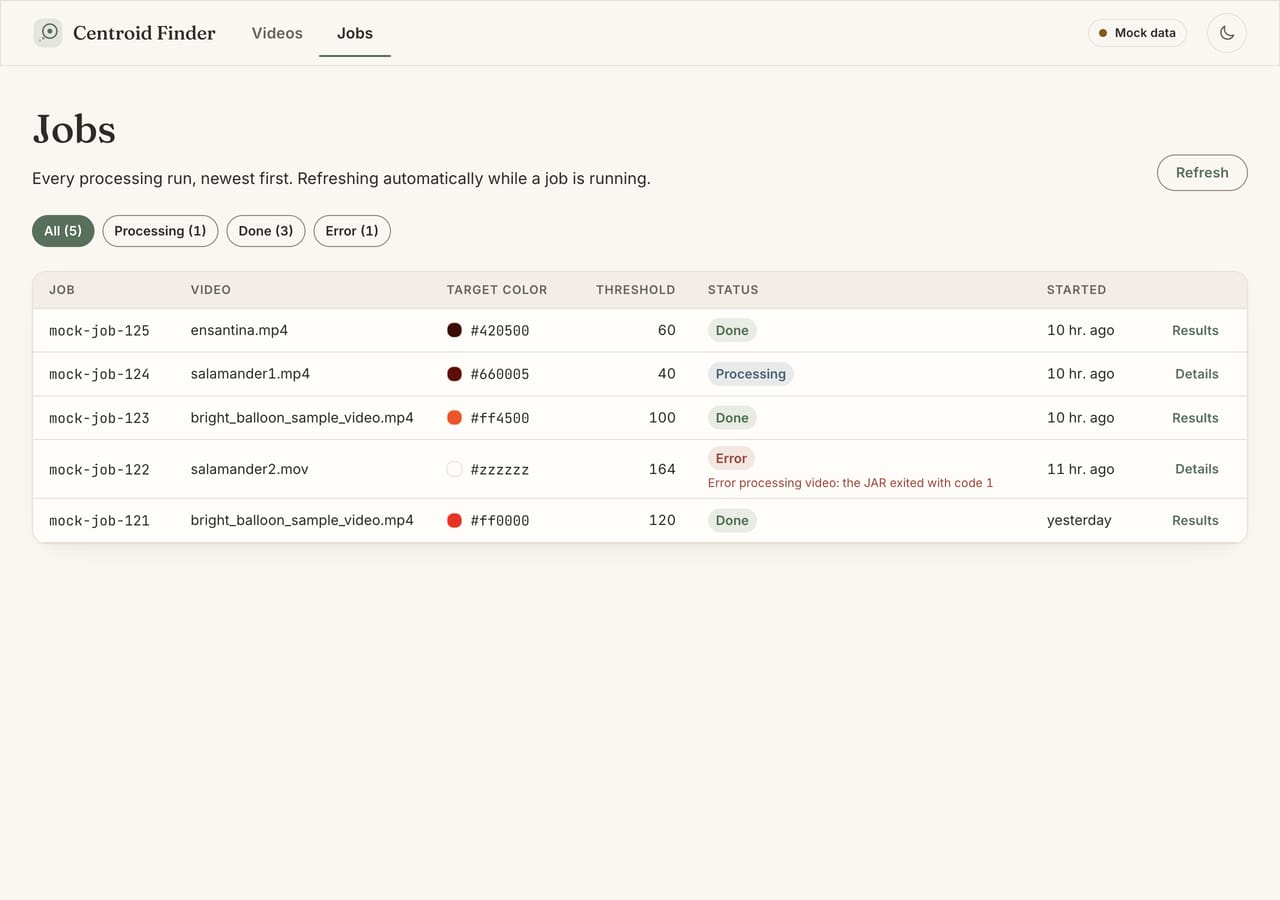 Centroid Finder Videos Jobs Mock data
Jobs
Every processing run, newest first. Refreshing automatically while a job is running.
Refresh
All (5) Processing (1) Done (3) Error (1)
JOB VIDEO TARGET COLOR THRESHOLD STATUS STARTED
mock-job-125 ensantina.mp4 #420500 60 Done 10 hr. ago Results
mock-job-124 salamander1.mp4 #660005 40 Processing 10 hr. ago Details
mock-job-123 bright_balloon_sample_video.mp4 #ff4500 100 Done 10 hr. ago Results
mock-job-122 salamander2.mov #zzzzzz 164 Error 11 hr. ago Details
Error processing video: the JAR exited with code 1
mock-job-121 bright_balloon_sample_video.mp4 #ff0000 120 Done yesterday Results